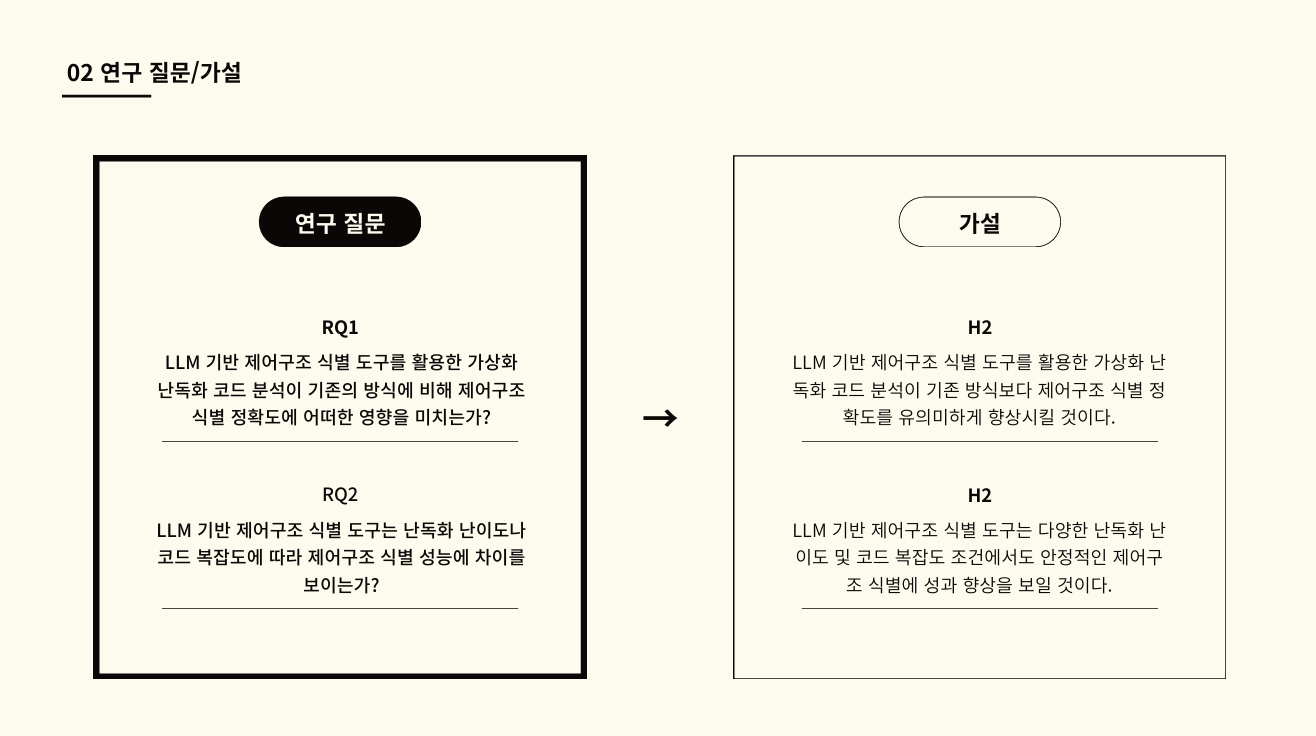 02 연구 질문/가설
연구 질문
RQ1
LLM 기반 제어구조 식별 도구를 활용한 가상화
난독화 코드 분석이 기존의 방식에 비해 제어구조
식별 정확도에 어떠한 영향을 미치는가?
RQ2
LLM 기반 제어구조 식별 도구는 난독화 난이도나
코드 복잡도에 따라 제어구조 식별 성능에 차이를
보이는가?
→
가설
H2
LLM 기반 제어구조 식별 도구를 활용한 가상화 난
독화 코드 분석이 기존 방식보다 제어구조 식별 정
확도를 유의미하게 향상시킬 것이다.
H2
LLM 기반 제어구조 식별 도구는 다양한 난독화 난
이도 및 코드 복잡도 조건에서도 안정적인 제어구
조 식별에 성과 향상을 보일 것이다.